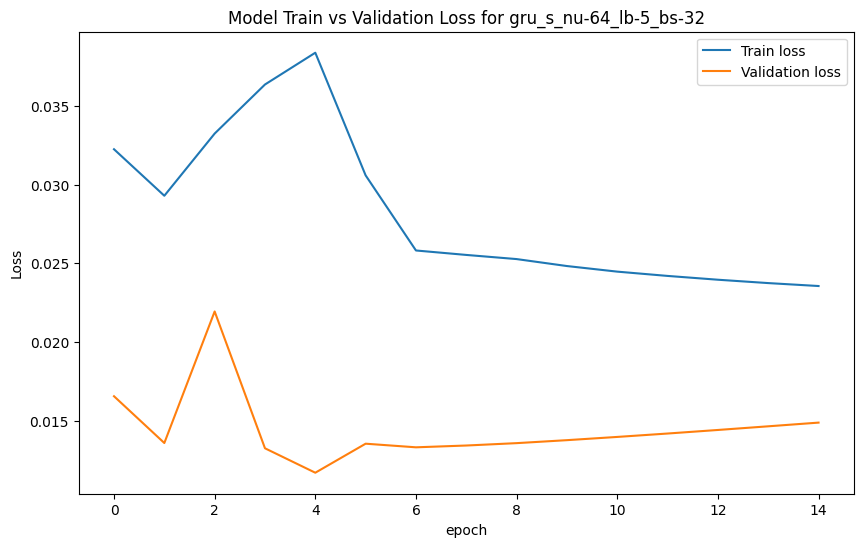 Model Train vs Validation Loss for gru_s_nu-64_lb-5_bs-32
Train loss
Validation loss
Loss
0.035
0.030
0.025
0.020
0.015
0 2 4 6 8 10 12 14
epoch